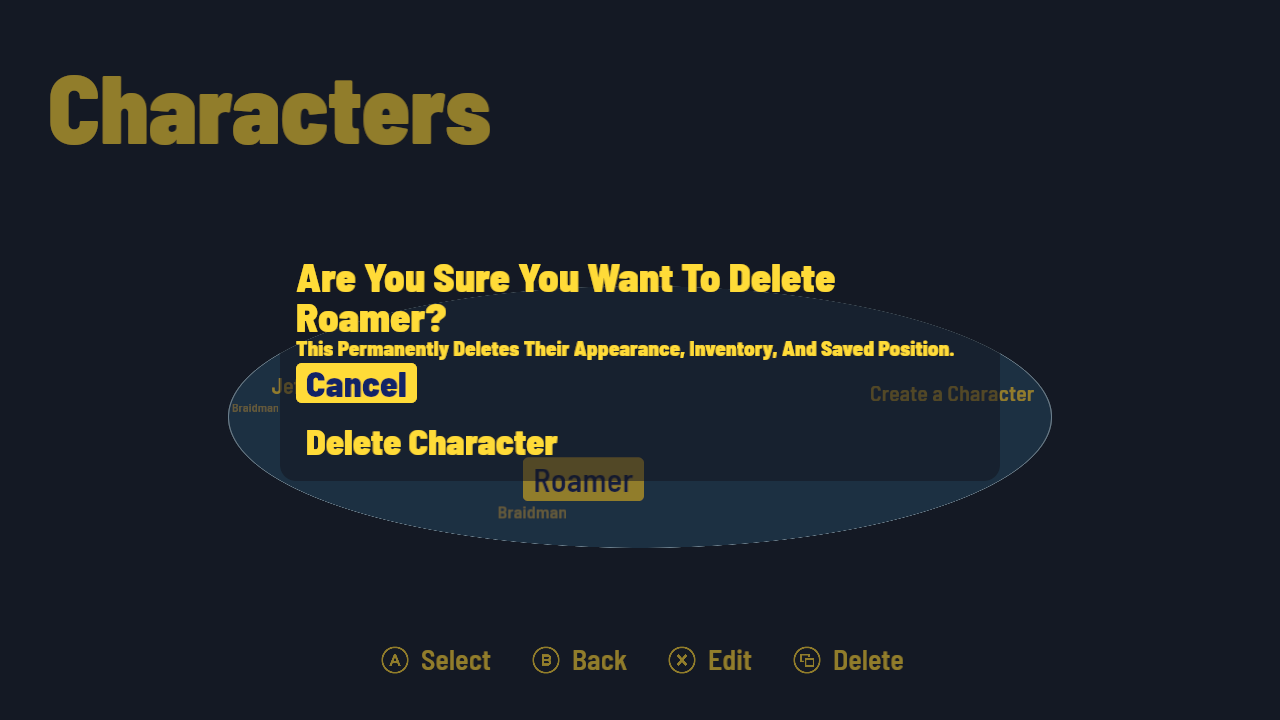 Characters
Are You Sure You Want To Delete
Roamer?
This Permanently Deletes Their Appearance, Inventory, And Saved Position.
Cancel
Create a Character
Braidman
Delete Character
Roamer
Braidman
A Select
B Back
X Edit
Delete